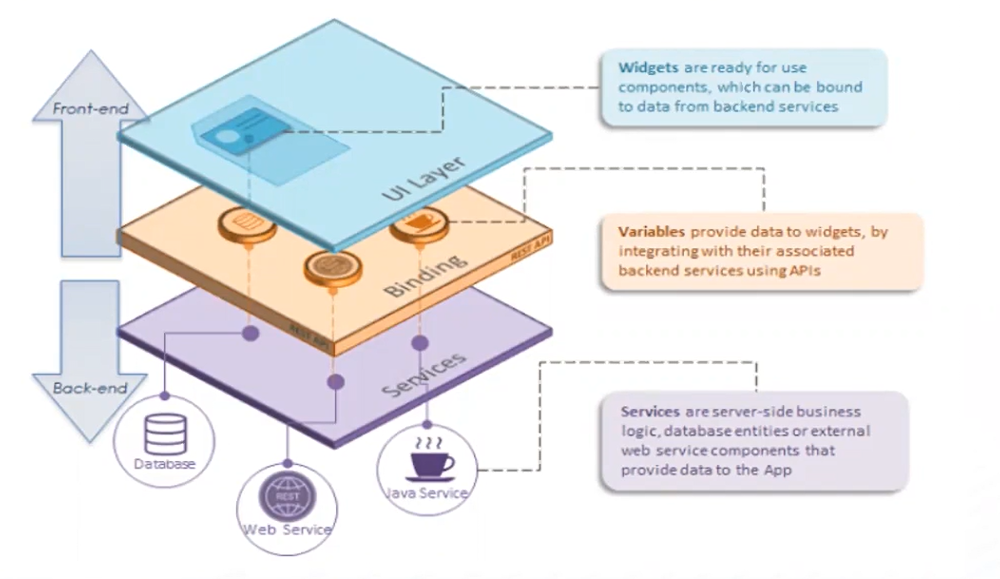 Front-end
Widgets are ready for use
components, which can be bound
to data from backend services
UI Layer
Variables provide data to widgets, by
integrating with their associated
backend services using APIs
REST API
Binding
REST API
Back-end
Services
Services are server-side business
logic, database entities or external
web service components that
provide data to the App
Database
REST
Web Service
Java Service